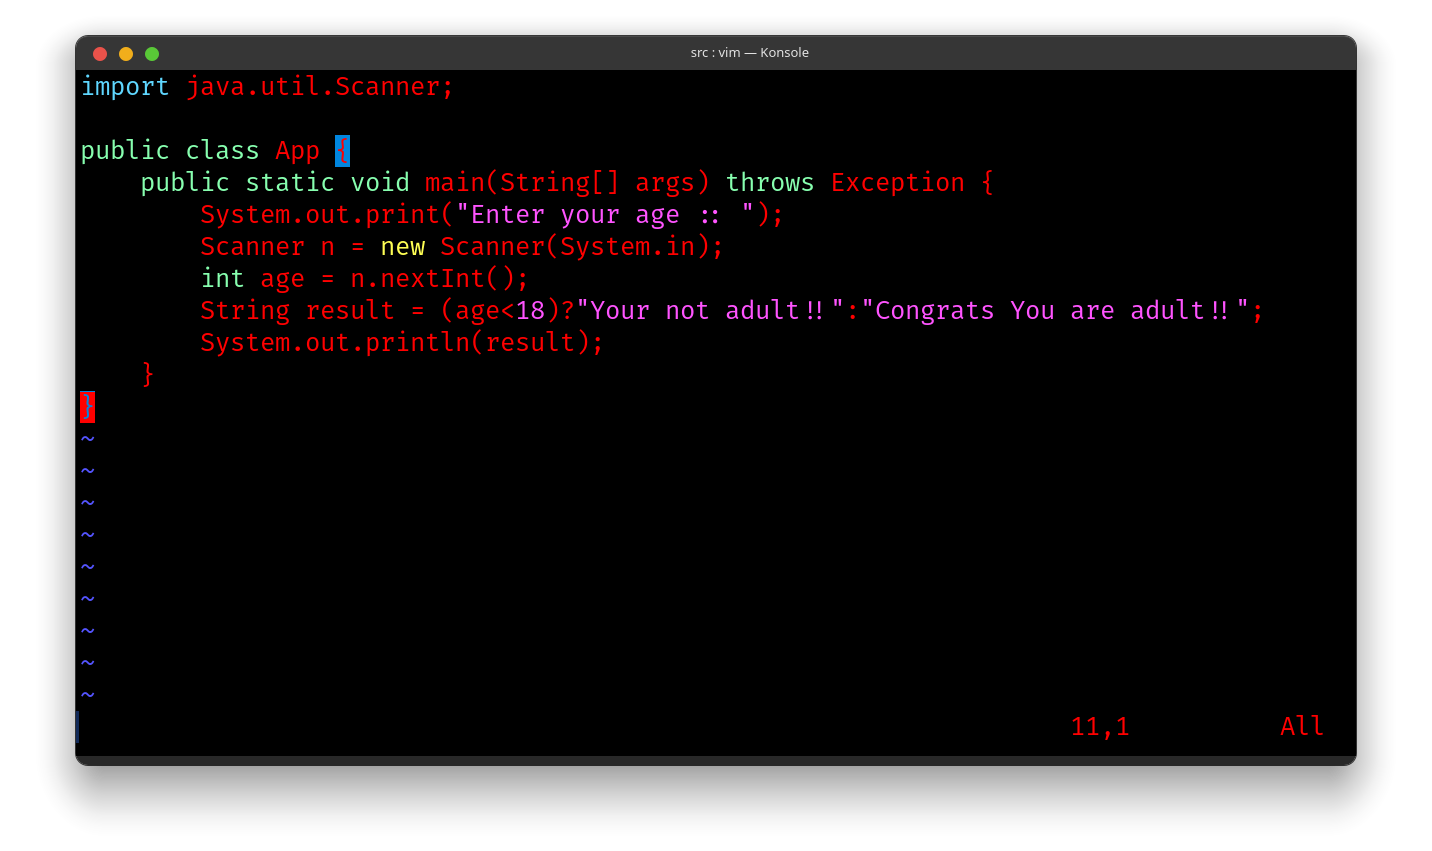 src : vim — Konsole
import java.util.Scanner;
public class App {
    public static void main(String[] args) throws Exception {
        System.out.print("Enter your age :: ");
        Scanner n = new Scanner(System.in);
        int age = n.nextInt();
        String result = (age<18)?"Your not adult!!":"Congrats You are adult!!";
        System.out.println(result);
    }
}
~
~
~
~
~
~
~
~
~
11,1 All